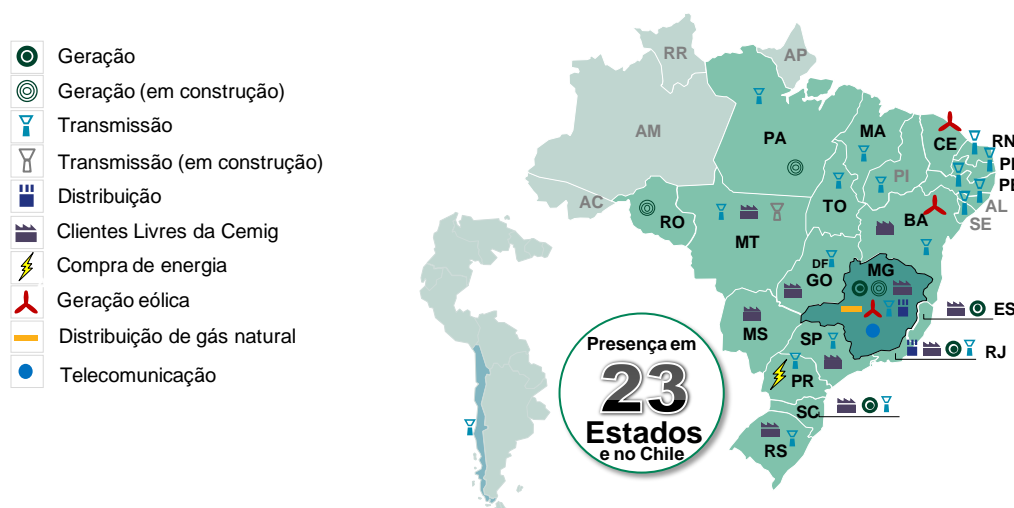 Geração
Geração (em construção)
Transmissão
Transmissão (em construção)
Distribuição
Clientes Livres da Cemig
Compra de energia
Geração eólica
Distribuição de gás natural
Telecomunicação
RR
AP
AM
PA
MA
CE
RN
PI
AC
RO
MT
TO
BA
AL
SE
DF
GO
MG
ES
MS
SP
RJ
PR
SC
RS
Presença em
23
Estados
e no Chile